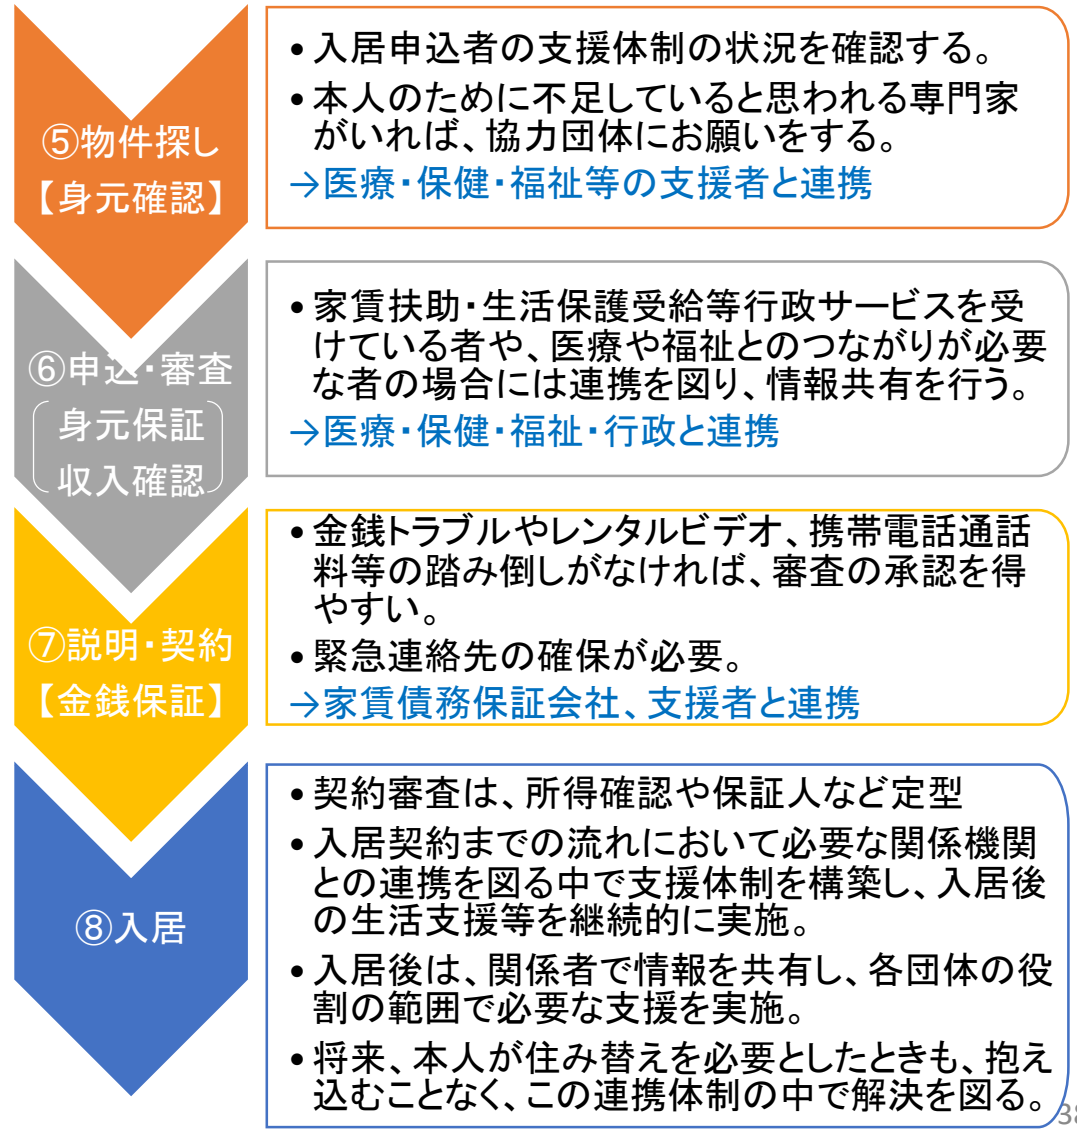 ⑤物件探し
【身元確認】
• 入居申込者の支援体制の状況を確認する。
• 本人のために不足していると思われる専門家
がいれば、協力団体にお願いをする。
→医療・保健・福祉等の支援者と連携
⑥申込・審査
身元保証
収入確認
• 家賃扶助・生活保護受給等行政サービスを受
けている者や、医療や福祉とのつながりが必要
な者の場合には連携を図り、情報共有を行う。
→医療・保健・福祉・行政と連携
⑦説明・契約
【金銭保証】
• 金銭トラブルやレンタルビデオ、携帯電話通話
料等の踏み倒しがなければ、審査の承認を得
やすい。
• 緊急連絡先の確保が必要。
→家賃債務保証会社、支援者と連携
⑧入居
• 契約審査は、所得確認や保証人など定型
• 入居契約までの流れにおいて必要な関係機関
との連携を図る中で支援体制を構築し、入居後
の生活支援等を継続的に実施。
• 入居後は、関係者で情報を共有し、各団体の役
割の範囲で必要な支援を実施。
• 将来、本人が住み替えを必要としたときも、抱え
込むことなく、この連携体制の中で解決を図る。
38